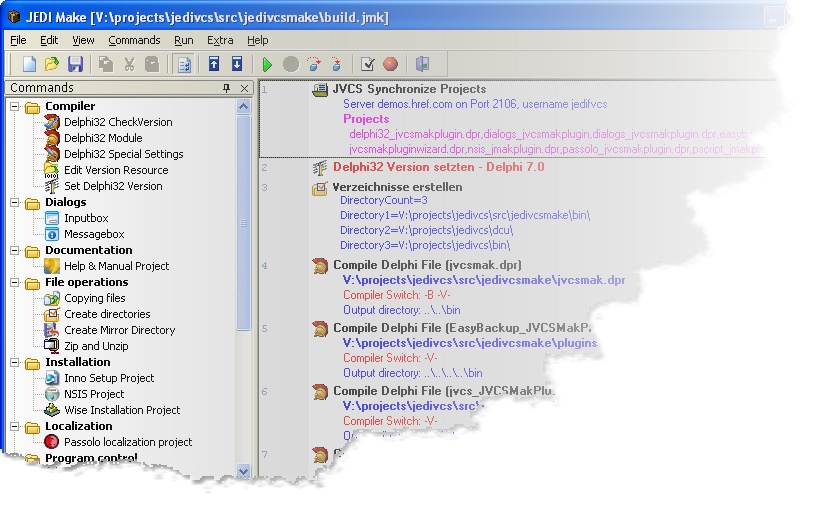 JEDI Make [V:\projects\jedivcs\src\jedivcsmake\build.jmk]
File Edit View Commands Run Extra Help
Commands
Compiler
Delphi32 CheckVersion
Delphi32 Module
Delphi32 Special Settings
Edit Version Resource
Set Delphi32 Version
Dialogs
Inputbox
Messagebox
Documentation
Help & Manual Project
File operations
Copying files
Create directories
Create Mirror Directory
Zip and Unzip
Installation
Inno Setup Project
NSIS Project
Wise Installation Project
Localization
Passolo localization project
Program control
1 JVCS Synchronize Projects
Server demos.href.com on Port 2106, username jedifvcs
Projects
delphi32_jvcsmakplugin.dpr,dialogs_jvcsmakplugin,dialogs_jvcsmakplugin.dpr,easyb
jvcsmakpluginwizard.dpr,nsis_jmakplugin.dpr,passolo_jvcsmakplugin.dpr,pscript_jmakpl
2 Delphi32 Version setzten - Delphi 7.0
3 Verzeichnisse erstellen
DirectoryCount=3
Directory1=V:\projects\jedivcs\src\jedivcsmake\bin\
Directory2=V:\projects\jedivcs\dcu\
Directory3=V:\projects\jedivcs\bin\
4 Compile Delphi File (jvcsmak.dpr)
V:\projects\jedivcs\src\jedivcsmake\jvcsmak.dpr
Compiler Switch: -B -V-
Output directory: ..\..\bin
5 Compile Delphi File (EasyBackup_JVCSMakP
V:\projects\jedivcs\src\jedivcsmake\plugins
Compiler Switch: -V-
Output directory: ..\..\..\..\bin
6 Compile Delphi File (jvcs_JVCSMakPlu
V:\projects\jedivcs\src\
Compiler Switch: -V-
7